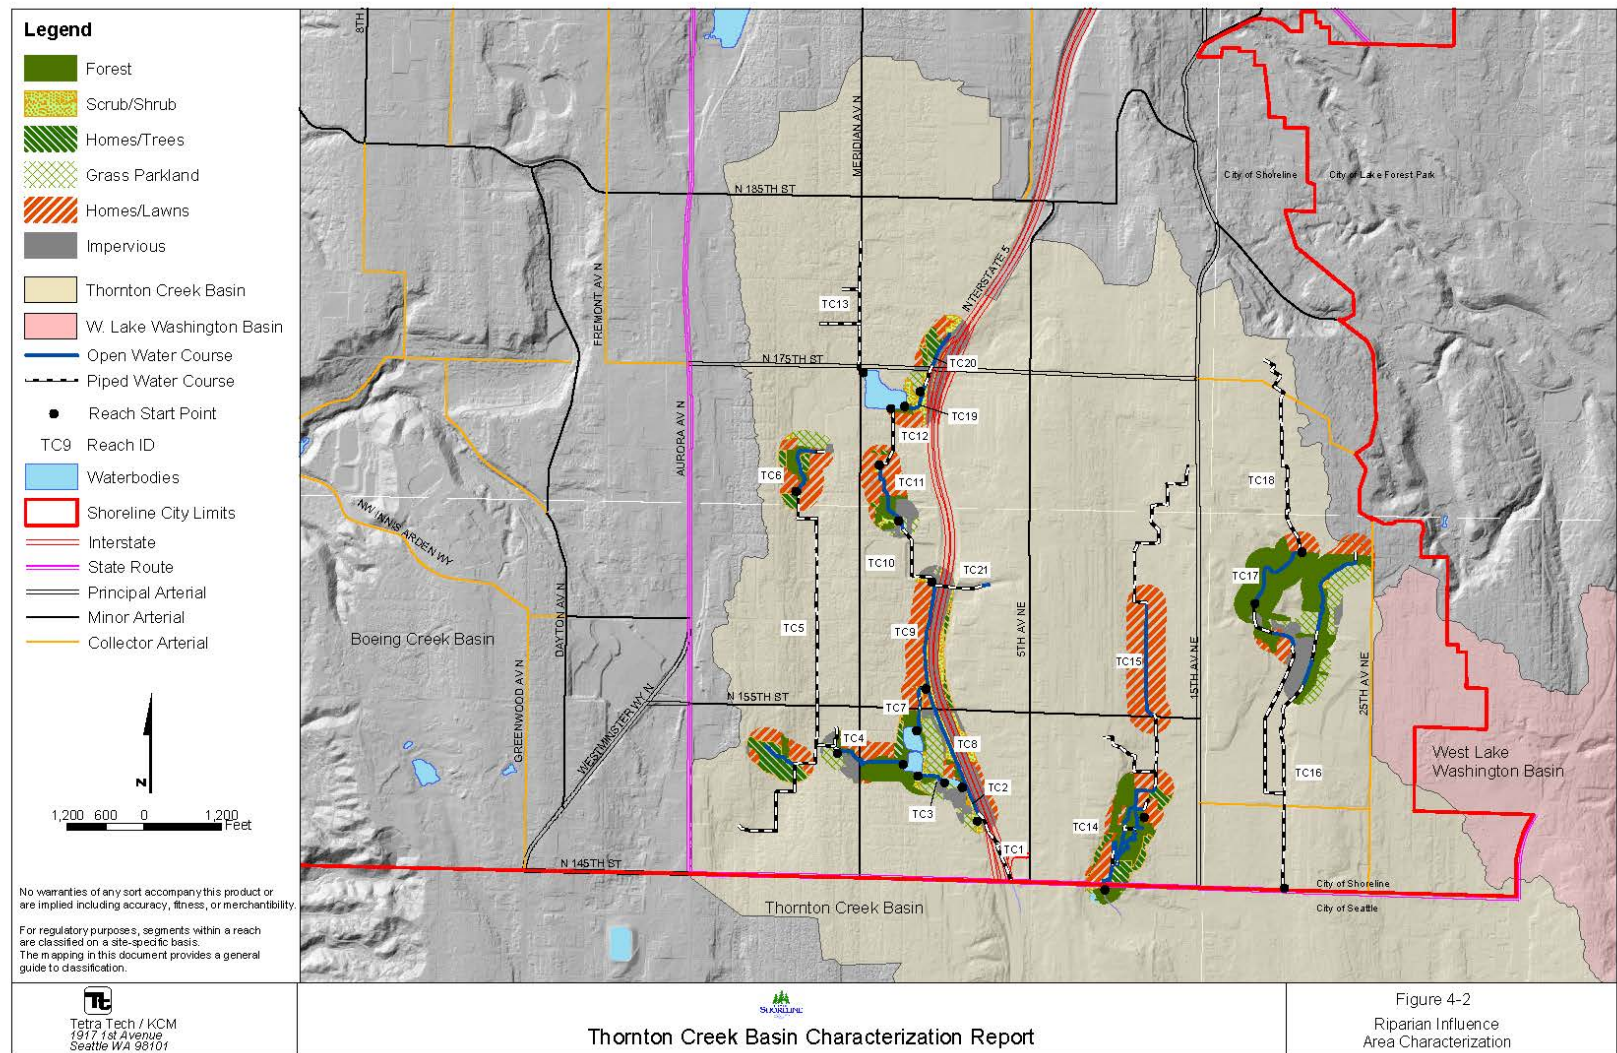 Legend
Forest
Scrub/Shrub
Homes/Trees
Grass Parkland
Homes/Lawns
Impervious
Thornton Creek Basin
W. Lake Washington Basin
Open Water Course
Piped Water Course
Reach Start Point
TC9 Reach ID
Waterbodies
Shoreline City Limits
Interstate
State Route
Principal Arterial
Minor Arterial
Collector Arterial
N
1,200 600 0 1,200
Feet
No warranties of any sort accompany this product or
are implied including accuracy, fitness, or merchantibility.
For regulatory purposes, segments within a reach
are classified on a site-specific basis.
The mapping in this document provides a general
guide to classification.
8TH
MERIDIAN AV N
N 185TH ST
City of Shoreline
City of Lake Forest Park
INTERSTATE 5
FREMONT AV N
TC13
N 175TH ST
TC20
AURORA AV N
TC19
TC12
TC6
TC11
TC18
NW INNIS ARDEN WY
TC10
TC21
TC17
DAYTON AV N
Boeing Creek Basin
TC5
TC9
5TH AV NE
TC15
15TH AV NE
25TH AV NE
GREENWOOD AV N
WESTMINSTER WY N
N 155TH ST
TC7
TC4
TC8
West Lake
Washington Basin
TC16
TC2
TC3
TC14
TC1
N 145TH ST
City of Shoreline
City of Seattle
Thornton Creek Basin
Tt
Tetra Tech / KCM
1917 1st Avenue
Seattle WA 98101
SHORELINE
Thornton Creek Basin Characterization Report
Figure 4-2
Riparian Influence
Area Characterization